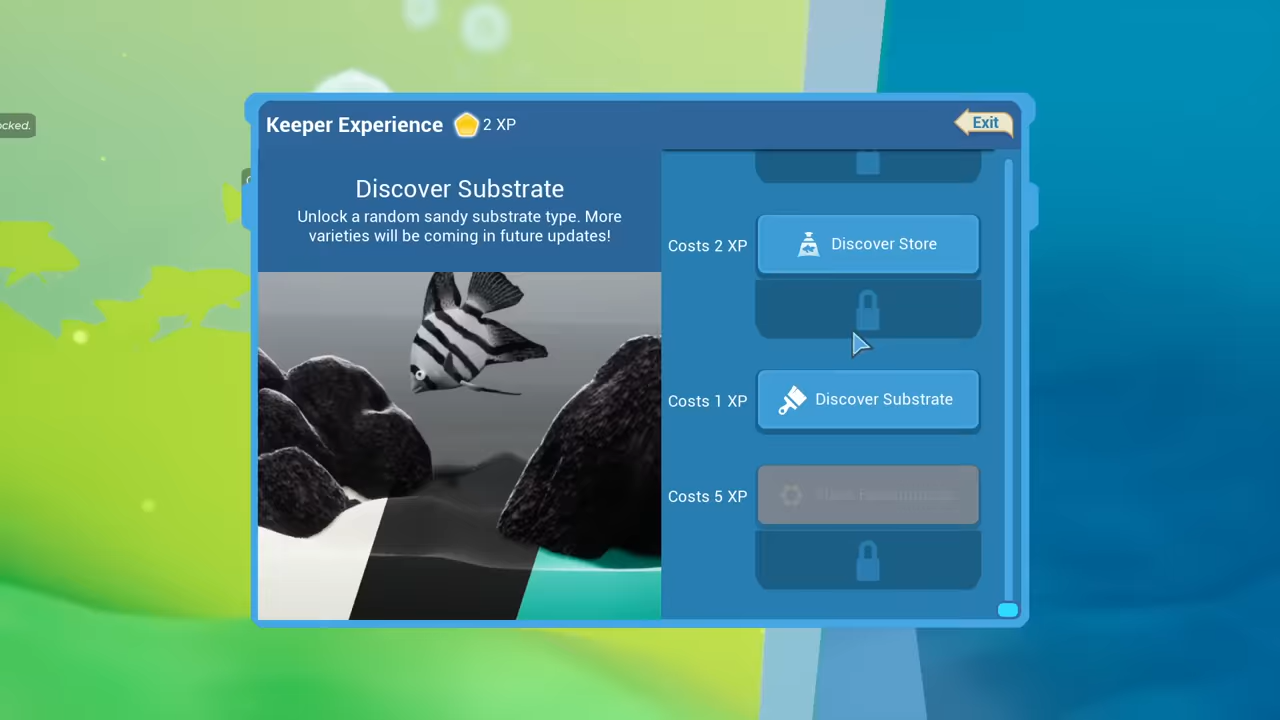 ocked.
Keeper Experience
2 XP
Exit
Discover Substrate
Unlock a random sandy substrate type. More
varieties will be coming in future updates!
Costs 2 XP
Discover Store
Costs 1 XP
Discover Substrate
Costs 5 XP